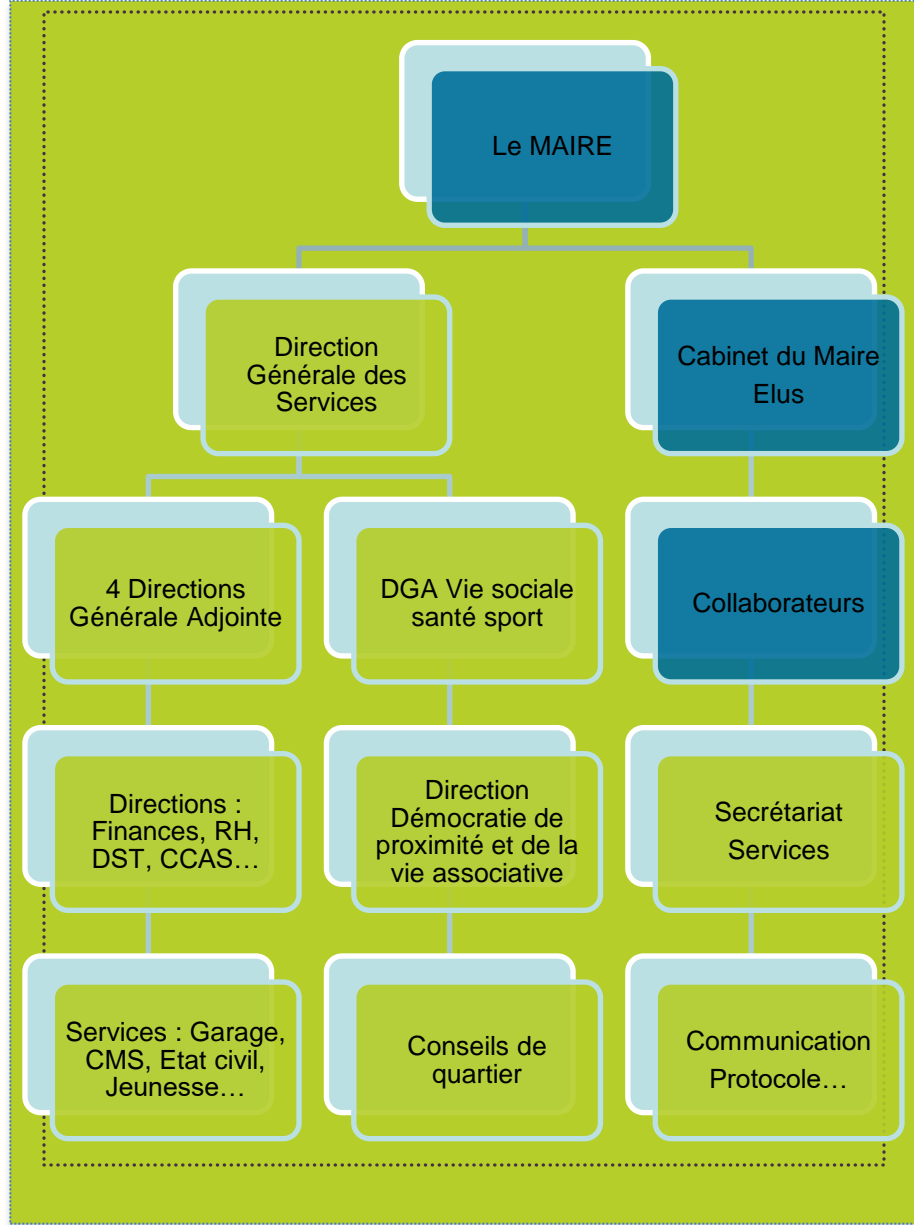 Le MAIRE
Direction
Générale des
Services
Cabinet du Maire
Elus
4 Directions
Générale Adjointe
DGA Vie sociale
santé sport
Collaborateurs
Directions :
Finances, RH,
DST, CCAS…
Direction
Démocratie de
proximité et de la
vie associative
Secrétariat
Services
Services : Garage,
CMS, Etat civil,
Jeunesse…
Conseils de
quartier
Communication
Protocole…